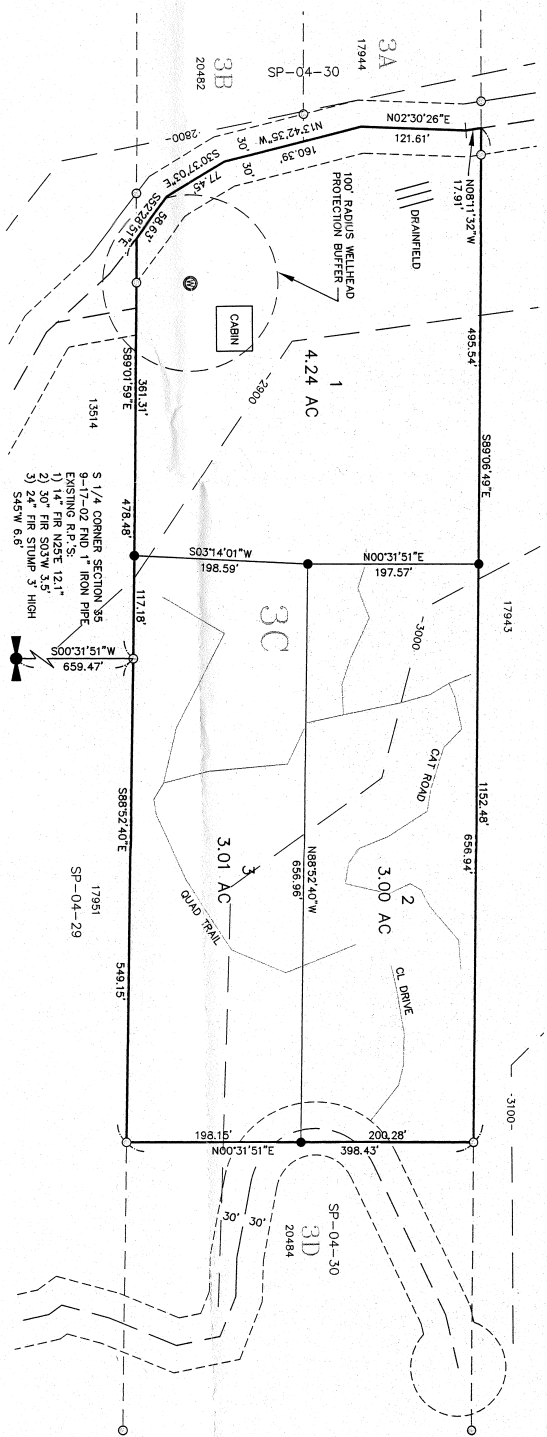 3A
17944
SP-04-30
3B
20482
-2800-
N02°30'26"E
121.61'
N08°11'32"W
17.91'
N13°42'35"W
160.39'
30'
30'
S30°37'03"E
77.45'
S52°28'51"E
58.63'
DRAINFIELD
100' RADIUS WELLHEAD
PROTECTION BUFFER
W
CABIN
495.54'
S89°06'49"E
1
4.24 AC
2900
361.31'
S89°01'59"E
13514
478.48'
117.18'
S 1/4 CORNER SECTION 35
9-17-02 FND 1" IRON PIPE
EXISTING R.P.'S:
1) 14" FIR N25E 12.1"
2) 30" FIR S03W 3.5'
3) 24" FIR STUMP 3' HIGH
S45W 6.6'
S03°14'01"W
198.59'
N00°31'51"E
197.57'
S00°31'51"W
659.47'
17943
3C
-3000-
CAT ROAD
1152.48'
656.94'
2
3.00 AC
N88°52'40"W
656.96'
3
3.01 AC
QUAD TRAIL
CL DRIVE
S88°52'40"E
549.15'
17951
SP-04-29
198.15'
N00°31'51"E
200.28'
398.43'
-3100-
30'
30'
SP-04-30
3D
20484